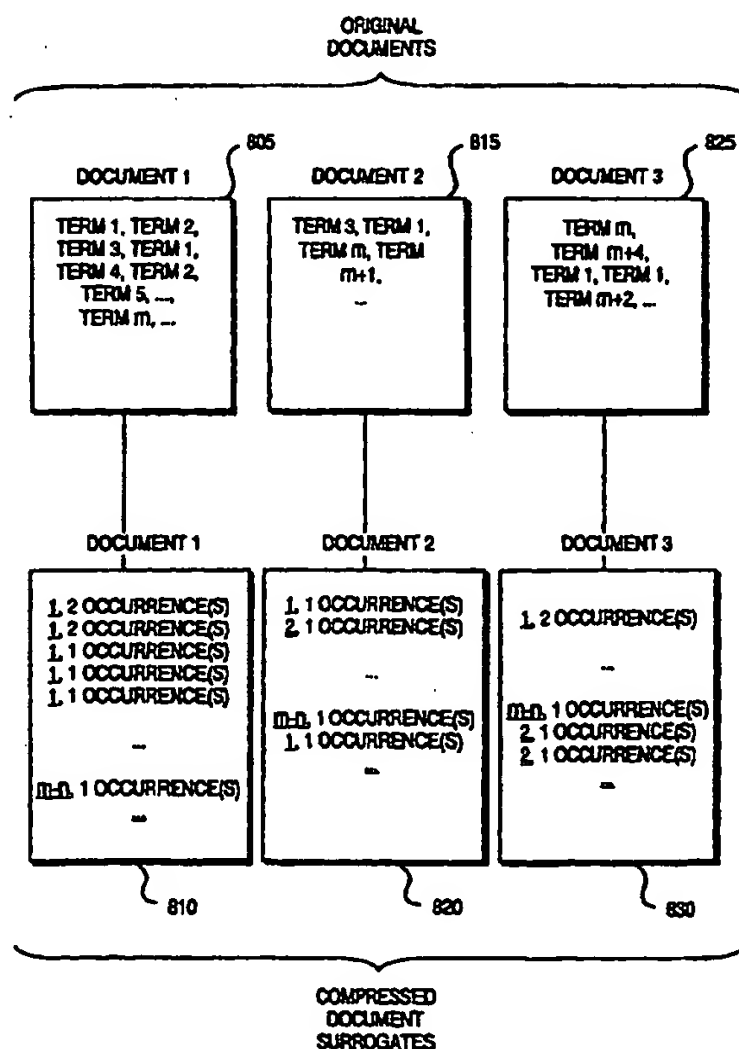 ORIGINAL
DOCUMENTS
805
815
825
DOCUMENT 1
DOCUMENT 2
DOCUMENT 3
TERM 1, TERM 2,
TERM 3, TERM 1,
TERM 4, TERM 2,
TERM 5, ...,
TERM m, ...
TERM 3, TERM 1,
TERM m, TERM
m+1,
...
TERM m,
TERM m+4,
TERM 1, TERM 1,
TERM m+2, ...
DOCUMENT 1
DOCUMENT 2
DOCUMENT 3
1, 2 OCCURRENCE(S)
1, 2 OCCURRENCE(S)
1, 1 OCCURRENCE(S)
1, 1 OCCURRENCE(S)
1, 1 OCCURRENCE(S)
...
m-n, 1 OCCURRENCE(S)
...
1, 1 OCCURRENCE(S)
2, 1 OCCURRENCE(S)
...
m-n, 1 OCCURRENCE(S)
1, 1 OCCURRENCE(S)
...
1, 2 OCCURRENCE(S)
...
m-n, 1 OCCURRENCE(S)
2, 1 OCCURRENCE(S)
2, 1 OCCURRENCE(S)
...
810
820
830
COMPRESSED
DOCUMENT
SURROGATES